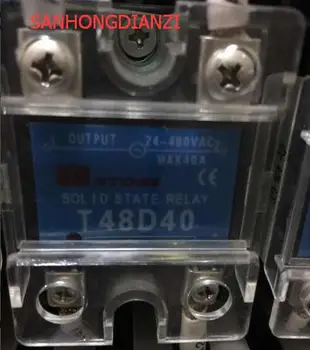 SANHONGDIANZI
OUTPUT 24-480VAC
MAX40A
CE
SOLID STATE RELAY
T48D40